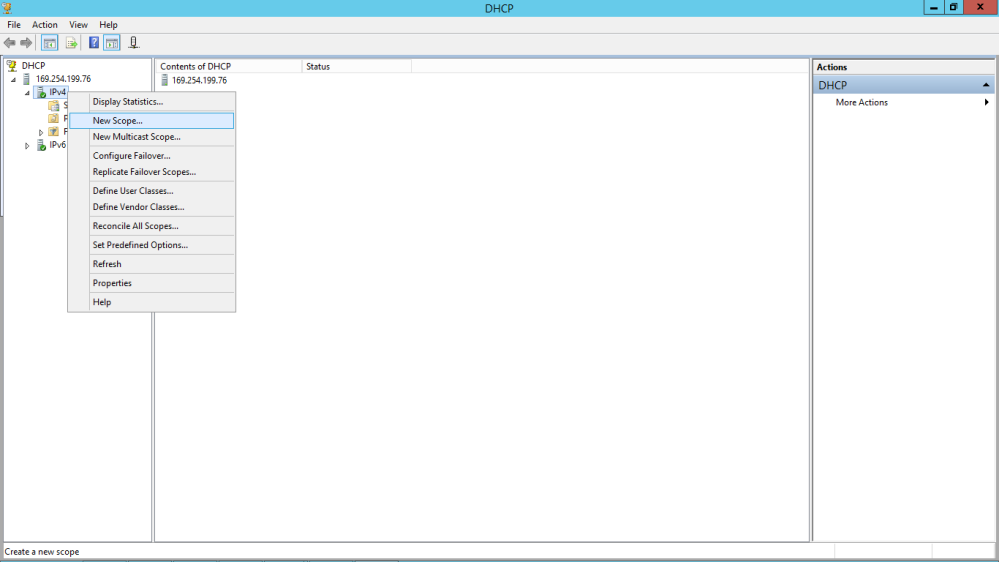 DHCP
File Action View Help
DHCP
169.254.199.76
IPv4
IPv6
Contents of DHCP Status
169.254.199.76
Display Statistics...
New Scope...
New Multicast Scope...
Configure Failover...
Replicate Failover Scopes...
Define User Classes...
Define Vendor Classes...
Reconcile All Scopes...
Set Predefined Options...
Refresh
Properties
Help
Actions
DHCP
More Actions
Create a new scope